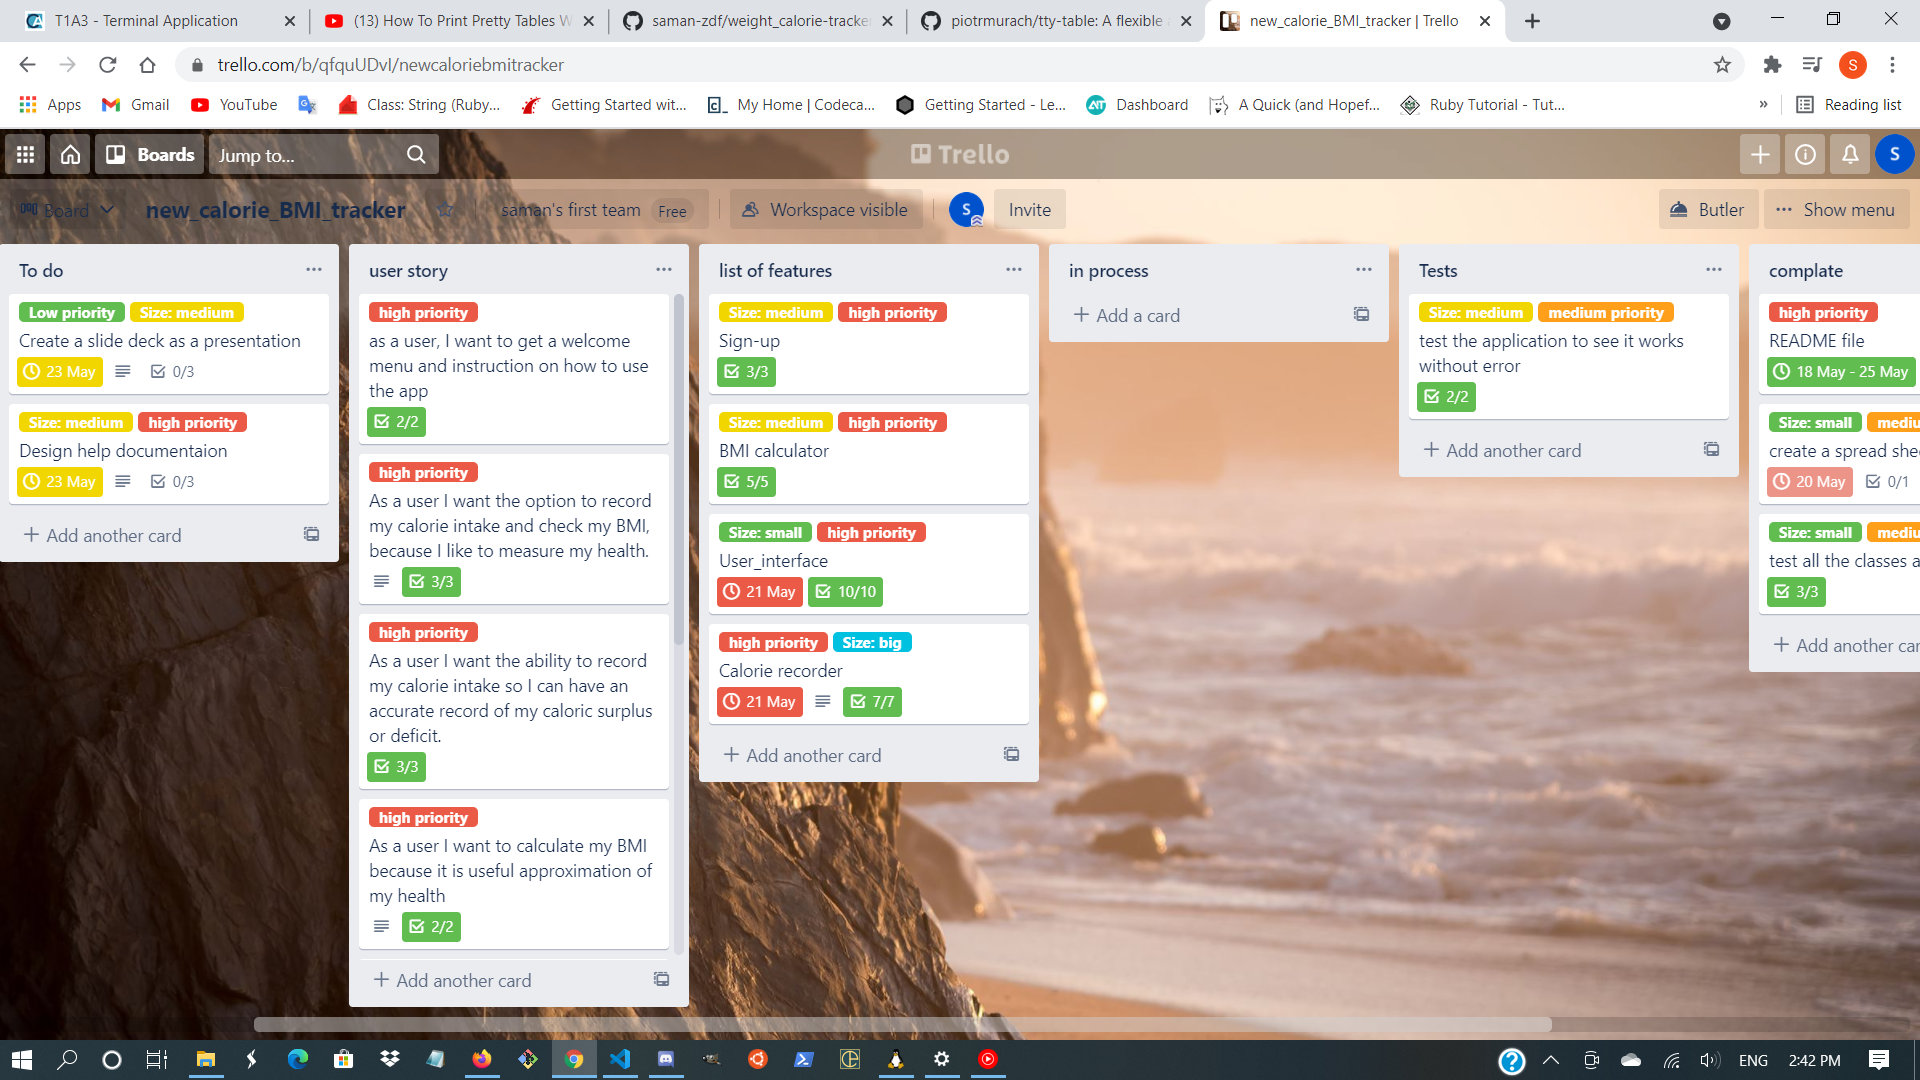 T1A3 - Terminal Application
(13) How To Print Pretty Tables W
saman-zdf/weight_calorie-tracke
piotrmurach/tty-table: A flexible
new_calorie_BMI_tracker | Trello
trello.com/b/qfquUDvI/newcaloriebmitracker
S
Apps
Gmail
YouTube
Class: String (Ruby...
Getting Started wit...
My Home | Codeca...
Getting Started - Le...
Dashboard
A Quick (and Hopef...
Ruby Tutorial - Tut...
»
Reading list
Boards
Jump to...
Trello
S
Board
new_calorie_BMI_tracker
saman's first team
Free
Workspace visible
S
Invite
Butler
Show menu
To do
Low priority
Size: medium
Create a slide deck as a presentation
23 May
0/3
Size: medium
high priority
Design help documentaion
23 May
0/3
+ Add another card
user story
high priority
as a user, I want to get a welcome
menu and instruction on how to use
the app
2/2
high priority
As a user I want the option to record
my calorie intake and check my BMI,
because I like to measure my health.
3/3
high priority
As a user I want the ability to record
my calorie intake so I can have an
accurate record of my caloric surplus
or deficit.
3/3
high priority
As a user I want to calculate my BMI
because it is useful approximation of
my health
2/2
+ Add another card
list of features
Size: medium
high priority
Sign-up
3/3
Size: medium
high priority
BMI calculator
5/5
Size: small
high priority
User_interface
21 May
10/10
high priority
Size: big
Calorie recorder
21 May
7/7
+ Add another card
in process
+ Add a card
Tests
Size: medium
medium priority
test the application to see it works
without error
2/2
+ Add another card
complate
high priority
README file
18 May - 25 May
Size: small
mediu
create a spread shee
20 May
0/1
Size: small
mediu
test all the classes a
3/3
+ Add another car
ENG
2:42 PM